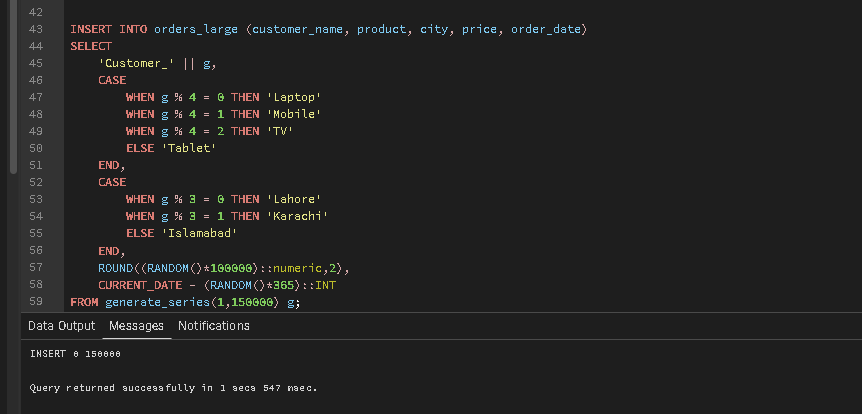 42
43 INSERT INTO orders_large (customer_name, product, city, price, order_date)
44 SELECT
45 'Customer_' || g,
46 CASE
47 WHEN g % 4 = 0 THEN 'Laptop'
48 WHEN g % 4 = 1 THEN 'Mobile'
49 WHEN g % 4 = 2 THEN 'TV'
50 ELSE 'Tablet'
51 END,
52 CASE
53 WHEN g % 3 = 0 THEN 'Lahore'
54 WHEN g % 3 = 1 THEN 'Karachi'
55 ELSE 'Islamabad'
56 END,
57 ROUND((RANDOM()*100000)::numeric,2),
58 CURRENT_DATE - (RANDOM()*365)::INT
59 FROM generate_series(1,150000) g;
Data Output Messages Notifications
INSERT 0 150000
Query returned successfully in 1 secs 547 msec.